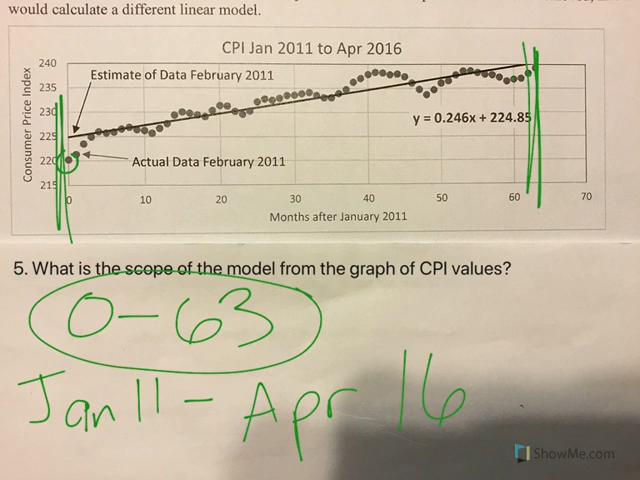 would calculate a different linear model.
CPI Jan 2011 to Apr 2016
Consumer Price Index
240
235
230
225
220
215
Estimate of Data February 2011
y = 0.246x + 224.85
Actual Data February 2011
0 10 20 30 40 50 60 70
Months after January 2011
5. What is the scope of the model from the graph of CPI values?
0-63
Jan 11 - Apr 16
ShowMe.com